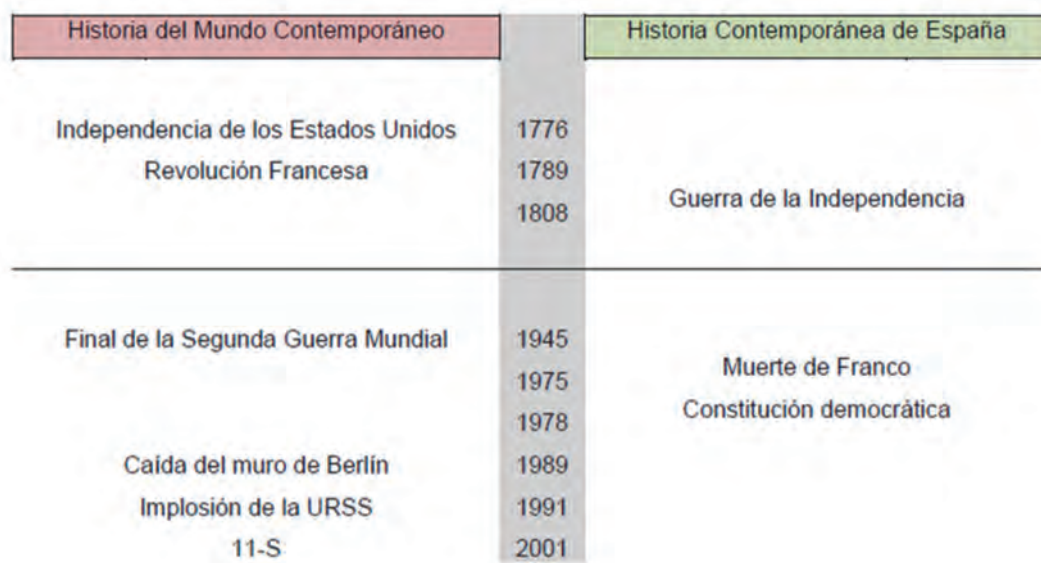 Historia del Mundo Contemporáneo
Historia Contemporánea de España
Independencia de los Estados Unidos 1776
Revolución Francesa 1789
1808 Guerra de la Independencia
Final de la Segunda Guerra Mundial 1945
1975 Muerte de Franco
1978 Constitución democrática
Caída del muro de Berlín 1989
Implosión de la URSS 1991
11-S 2001